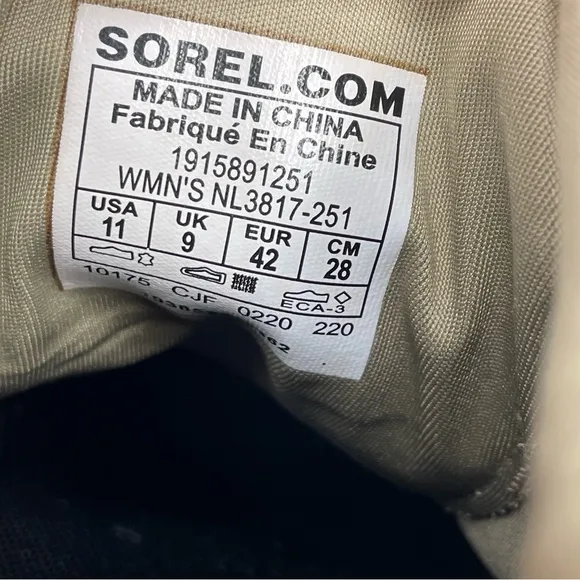 SOREL.COM
MADE IN CHINA
Fabriqué En Chine
1915891251
WMN'S NL3817-251
USA UK EUR CM
11 9 42 28
ECA-3
10175 CJF 0220 220